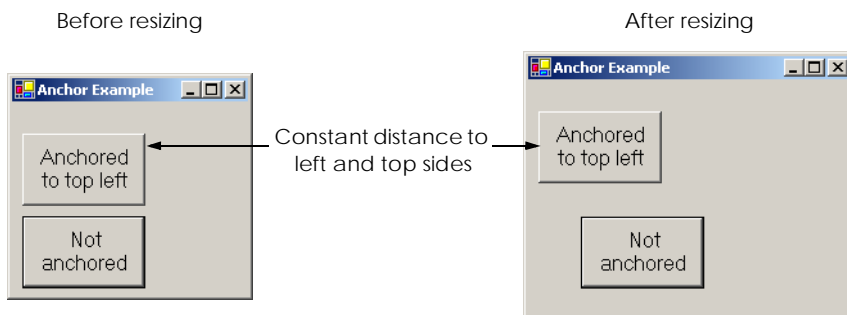 Before resizing
After resizing
Anchor Example
Anchor Example
Anchored
to top left
Constant distance to
left and top sides
Anchored
to top left
Not
anchored
Not
anchored